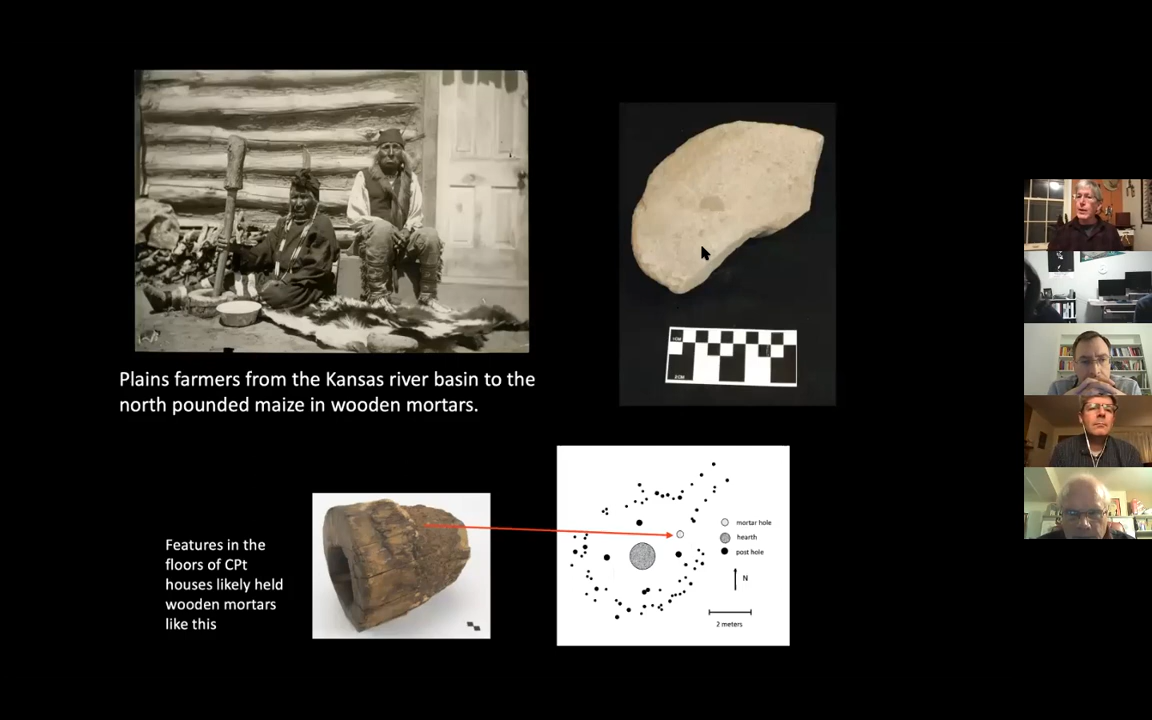 Plains farmers from the Kansas river basin to the
north pounded maize in wooden mortars.
Features in the
floors of CPt
houses likely held
wooden mortars
like this
mortar hole
hearth
post hole
N
2 meters